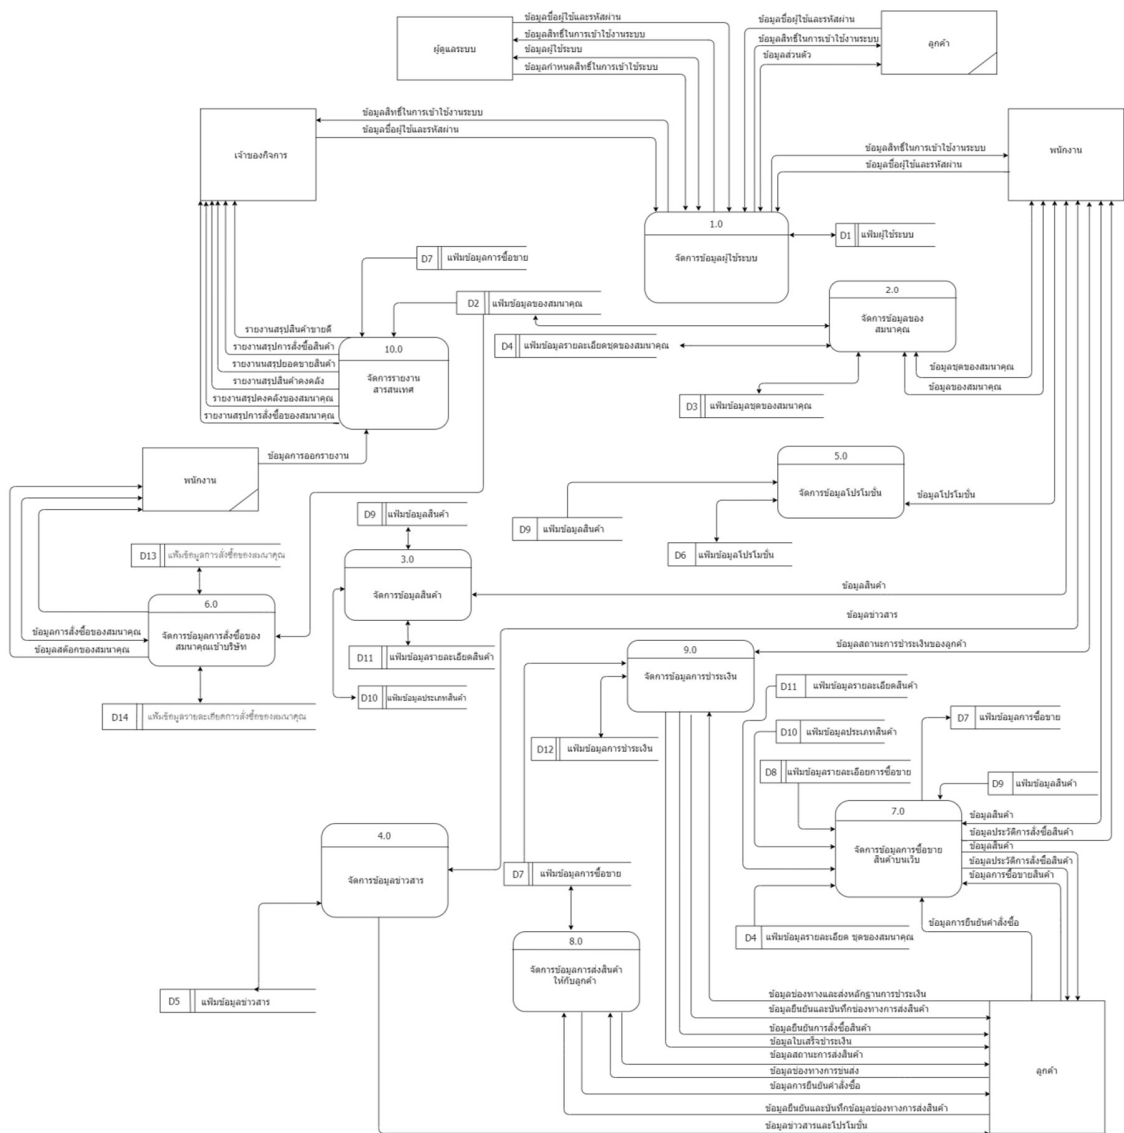 ข้อมูลชื่อผู้ใช้และรหัสผ่าน
ข้อมูลสิทธิ์ในการเข้าใช้งานระบบ
ข้อมูลผู้ใช้ระบบ
ข้อมูลกำหนดสิทธิ์ในการเข้าใช้ระบบ
ผู้ดูแลระบบ
ข้อมูลชื่อผู้ใช้และรหัสผ่าน
ข้อมูลสิทธิ์ในการเข้าใช้งานระบบ
ข้อมูลส่วนตัว
ลูกค้า
ข้อมูลสิทธิ์ในการเข้าใช้งานระบบ
ข้อมูลชื่อผู้ใช้และรหัสผ่าน
เจ้าของกิจการ
ข้อมูลสิทธิ์ในการเข้าใช้งานระบบ
ข้อมูลชื่อผู้ใช้และรหัสผ่าน
พนักงาน
1.0
จัดการข้อมูลผู้ใช้ระบบ
D1 แฟ้มผู้ใช้ระบบ
D7 แฟ้มข้อมูลการซื้อขาย
D2 แฟ้มข้อมูลของสมนาคุณ
2.0
จัดการข้อมูลของ
สมนาคุณ
D4 แฟ้มข้อมูลรายละเอียดชุดของสมนาคุณ
D3 แฟ้มข้อมูลชุดของสมนาคุณ
ข้อมูลชุดของสมนาคุณ
ข้อมูลของสมนาคุณ
รายงานสรุปสินค้าขายดี
รายงานสรุปการสั่งซื้อสินค้า
รายงานนสรุปยอดขายสินค้า
รายงานสรุปสินค้าคงคลัง
รายงานสรุปคงคลังของสมนาคุณ
รายงานสรุปการสั่งซื้อของสมนาคุณ
10.0
จัดการรายงาน
สารสนเทศ
ข้อมูลการออกรายงาน
พนักงาน
5.0
จัดการข้อมูลโปรโมชั่น
ข้อมูลโปรโมชั่น
D9 แฟ้มข้อมูลสินค้า
D6 แฟ้มข้อมูลโปรโมชั่น
D9 แฟ้มข้อมูลสินค้า
3.0
จัดการข้อมูลสินค้า
D11 แฟ้มข้อมูลรายละเอียดสินค้า
D10 แฟ้มข้อมูลประเภทสินค้า
ข้อมูลสินค้า
ข้อมูลข่าวสาร
D13 แฟ้มข้อมูลการสั่งซื้อของสมนาคุณ
6.0
จัดการข้อมูลการสั่งซื้อของ
สมนาคุณเข้าบริษัท
ข้อมูลการสั่งซื้อของสมนาคุณ
ข้อมูลสต๊อกของสมนาคุณ
D14 แฟ้มข้อมูลรายละเอียดการสั่งซื้อของสมนาคุณ
9.0
จัดการข้อมูลการชำระเงิน
ข้อมูลสถานะการชำระเงินของลูกค้า
D12 แฟ้มข้อมูลการชำระเงิน
D11 แฟ้มข้อมูลรายละเอียดสินค้า
D10 แฟ้มข้อมูลประเภทสินค้า
D8 แฟ้มข้อมูลรายละเอียยการซื้อขาย
D7 แฟ้มข้อมูลการซื้อขาย
D9 แฟ้มข้อมูลสินค้า
7.0
จัดการข้อมูลการซื้อขาย
สินค้าบนเว็บ
ข้อมูลสินค้า
ข้อมูลประวัติการสั่งซื้อสินค้า
ข้อมูลสินค้า
ข้อมูลประวัติการสั่งซื้อสินค้า
ข้อมูลการซื้อขายสินค้า
ข้อมูลการยืนยันคำสั่งซื้อ
D4 แฟ้มข้อมูลรายละเอียด ชุดของสมนาคุณ
4.0
จัดการข้อมูลข่าวสาร
D5 แฟ้มข้อมูลข่าวสาร
D7 แฟ้มข้อมูลการซื้อขาย
8.0
จัดการข้อมูลการส่งสินค้า
ให้กับลูกค้า
ข้อมูลช่องทางและส่งหลักฐานการชำระเงิน
ข้อมูลยืนยันและบันทึกช่องทางการส่งสินค้า
ข้อมูลยืนยันการสั่งซื้อสินค้า
ข้อมูลใบเสร็จชำระเงิน
ข้อมูลสถานะการส่งสินค้า
ข้อมูลช่องทางการขนส่ง
ข้อมูลการยืนยันคำสั่งซื้อ
ข้อมูลยืนยันและบันทึกข้อมูลช่องทางการส่งสินค้า
ข้อมูลข่าวสารและโปรโมชั่น
ลูกค้า